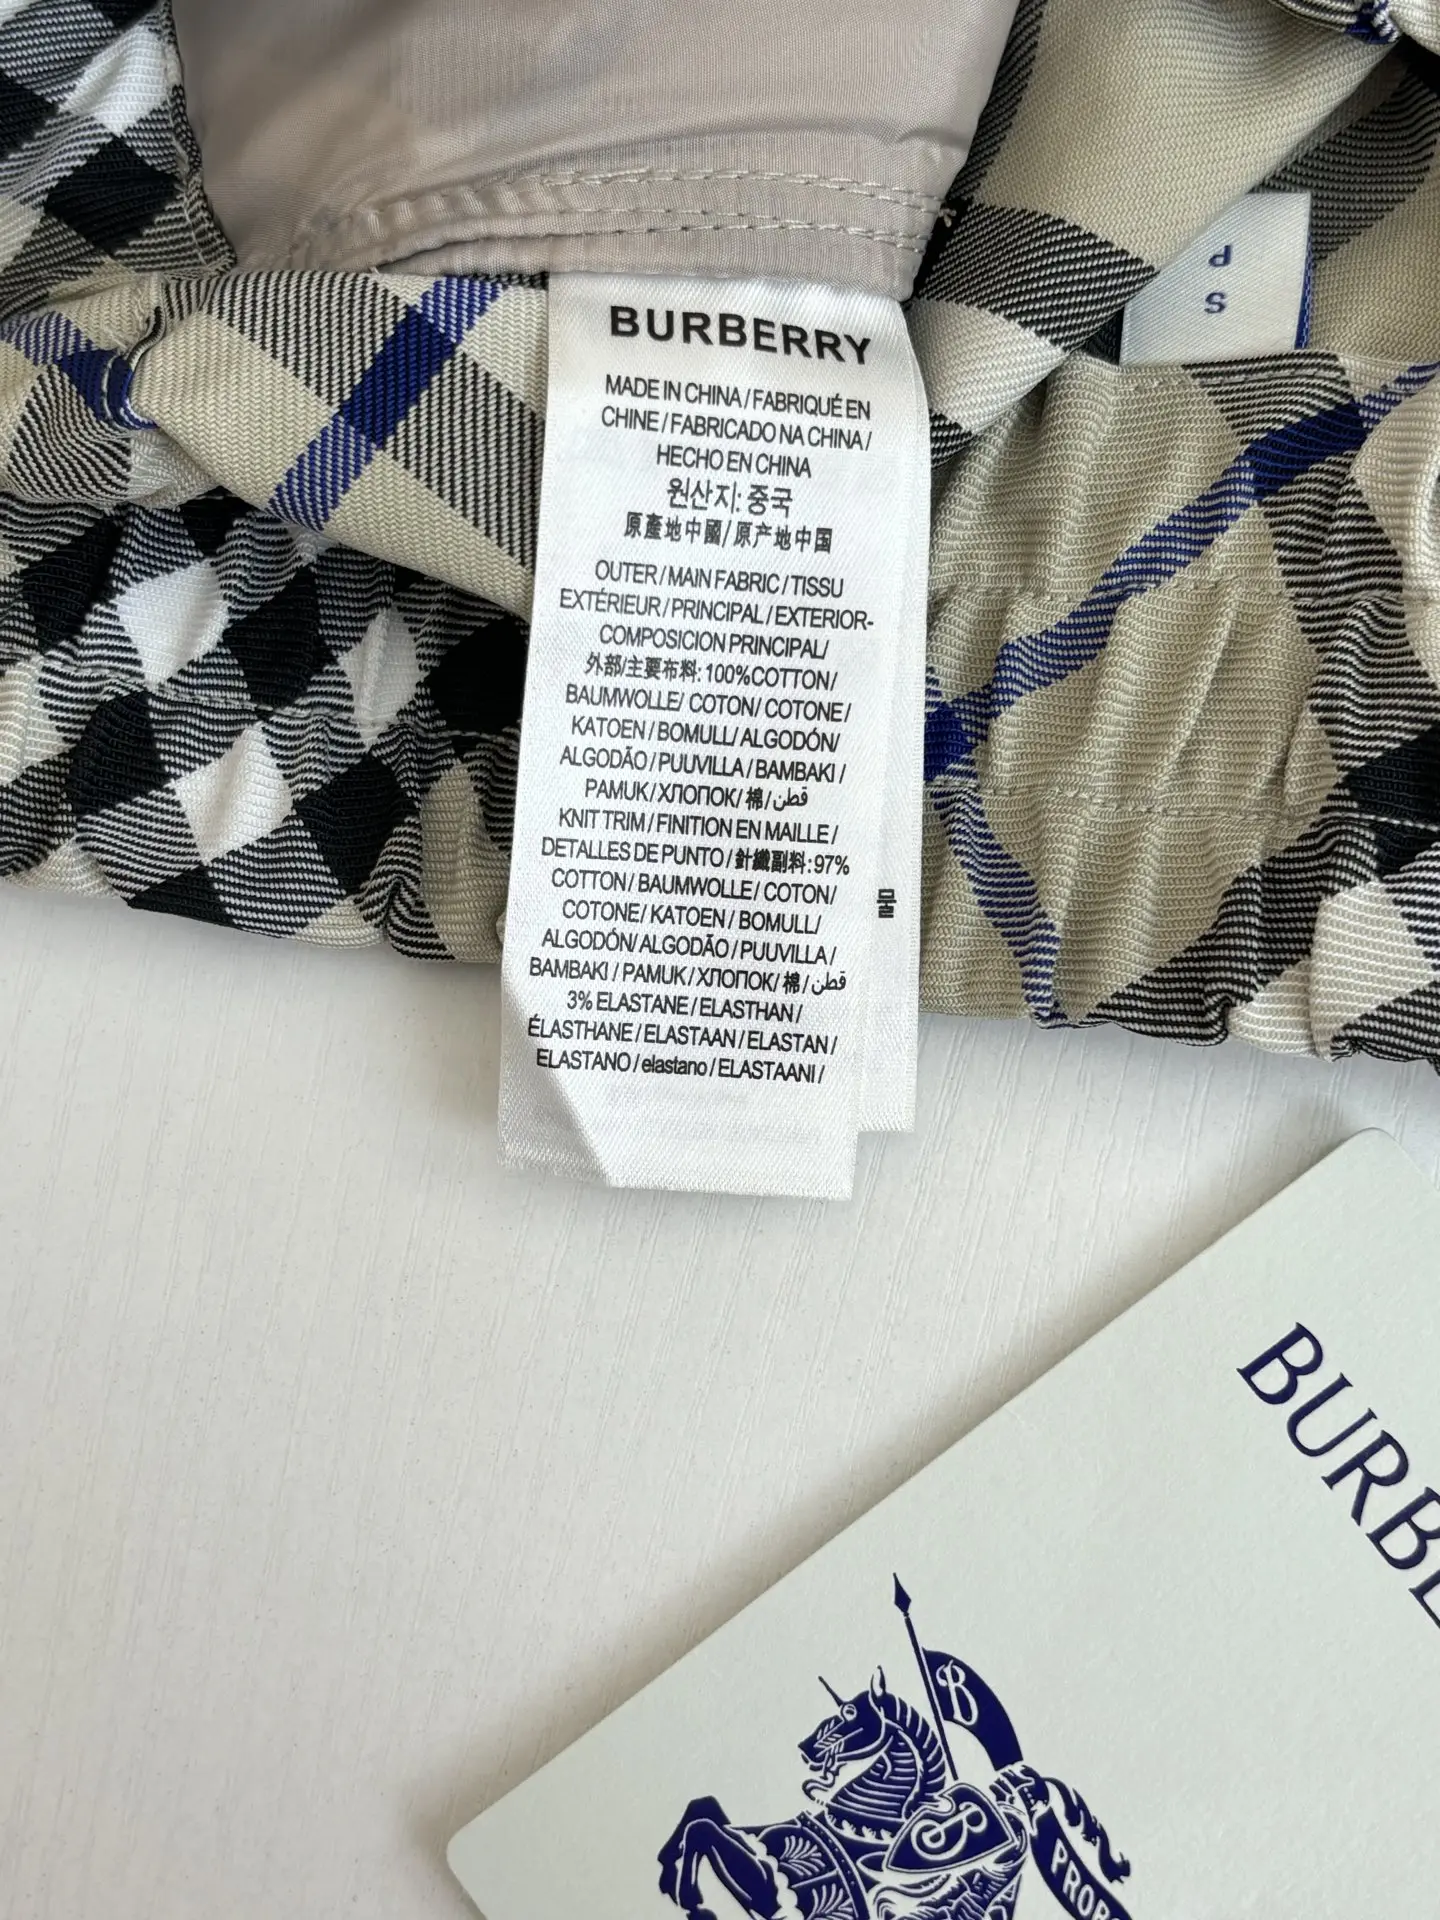 BURBERRY
MADE IN CHINA / FABRIQUÉ EN
CHINE / FABRICADO NA CHINA /
HECHO EN CHINA
원산지: 중국
原產地中國/原产地中国
OUTER / MAIN FABRIC / TISSU
EXTÉRIEUR / PRINCIPAL / EXTERIOR-
COMPOSICION PRINCIPAL/
外部/主要布料: 100%COTTON/
BAUMWOLLE/ COTON/ COTONE/
KATOEN / BOMULL/ ALGODÓN/
ALGODÃO / PUUVILLA / BAMBAKI /
PAMUK / ХЛОПОК/ 棉 / قطن
KNIT TRIM / FINITION EN MAILLE /
DETALLES DE PUNTO / 針織副料:97%
COTTON / BAUMWOLLE/ COTON/
COTONE/ KATOEN / BOMULL/
ALGODÓN/ ALGODÃO / PUUVILLA /
BAMBAKI / PAMUK / ХЛОПОК/ 棉 / قطن
3% ELASTANE / ELASTHAN /
ÉLASTHANE / ELASTAAN / ELASTAN /
ELASTANO / elastano / ELASTAANI /
물
P
S
BURBE
B
PRORS